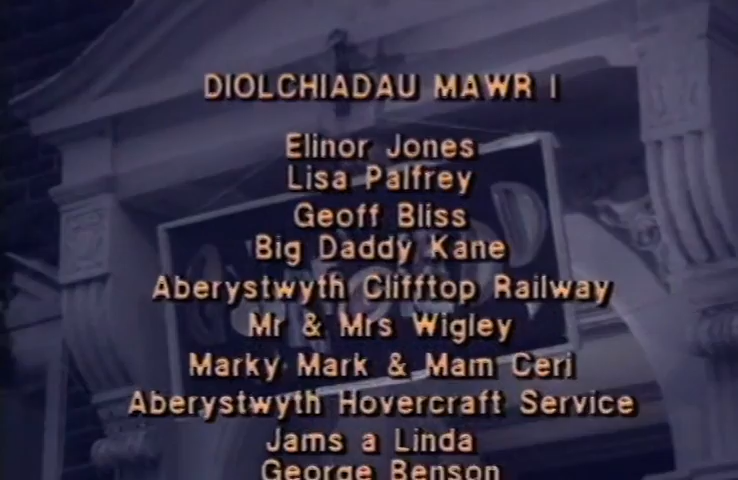 DIOLCHIADAU MAWR I
Elinor Jones
Lisa Palfrey
Geoff Bliss
Big Daddy Kane
Aberystwyth Clifftop Railway
Mr & Mrs Wigley
Marky Mark & Mam Ceri
Aberystwyth Hovercraft Service
Jams a Linda
George Benson